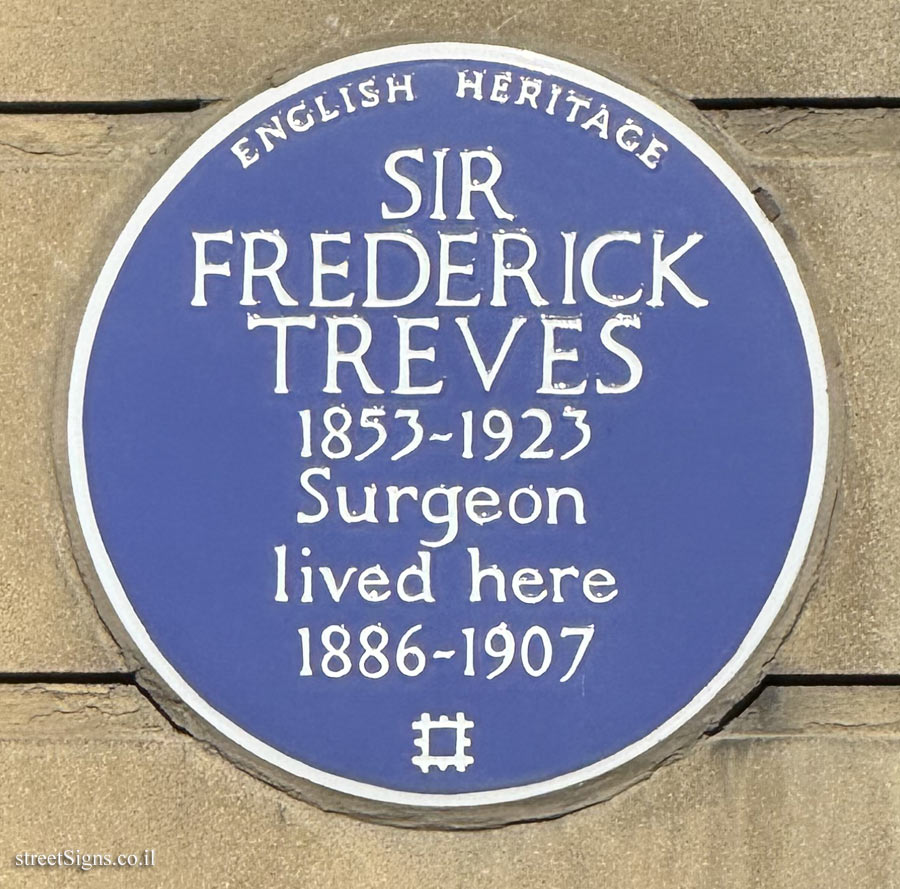 ENGLISH HERITAGE
SIR
FREDERICK
TREVES
1853-1923
Surgeon
lived here
1886-1907
streetSigns.co.il